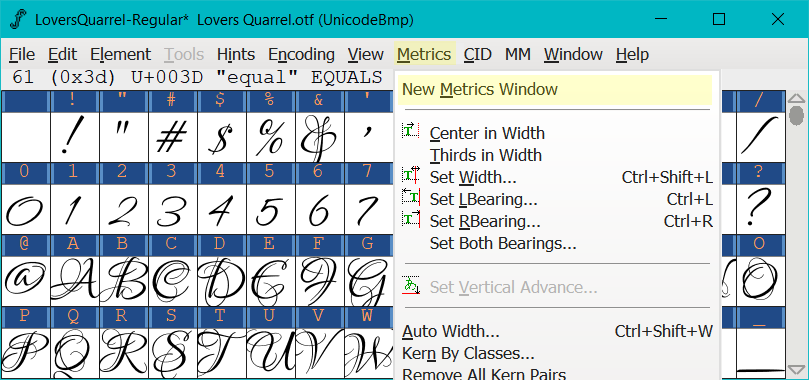 LoversQuarrel-Regular*  Lovers Quarrel.otf (UnicodeBmp)
File Edit Element Tools Hints Encoding View Metrics CID MM Window Help
61 (0x3d) U+003D "equal" EQUALS
New Metrics Window
Center in Width
Thirds in Width
Set Width... Ctrl+Shift+L
Set LBearing... Ctrl+L
Set RBearing... Ctrl+R
Set Both Bearings...
Set Vertical Advance...
Auto Width... Ctrl+Shift+W
Kern By Classes...
Remove All Kern Pairs
! " # $ % & ' /
! " # $ % & ' /
0 1 2 3 4 5 6 7 ?
0 1 2 3 4 5 6 7 ?
@ A B C D E F G O
@ A B C D E F G O
P Q R S T U V W _
P Q R S T U V W _